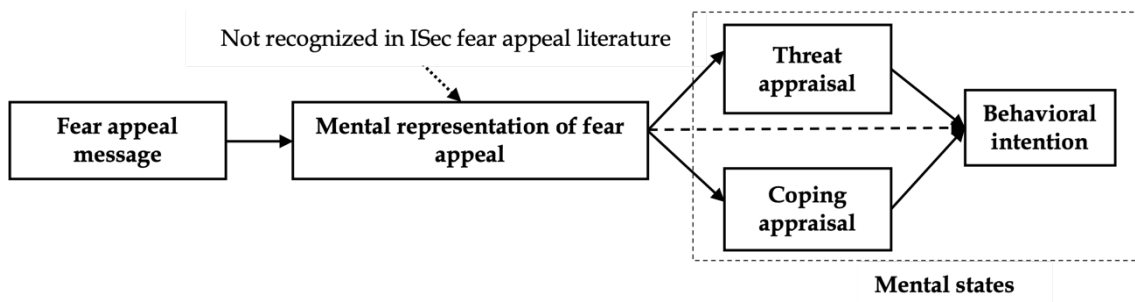 Not recognized in ISec fear appeal literature
Fear appeal
message
Mental representation of fear
appeal
Threat
appraisal
Coping
appraisal
Behavioral
intention
Mental states